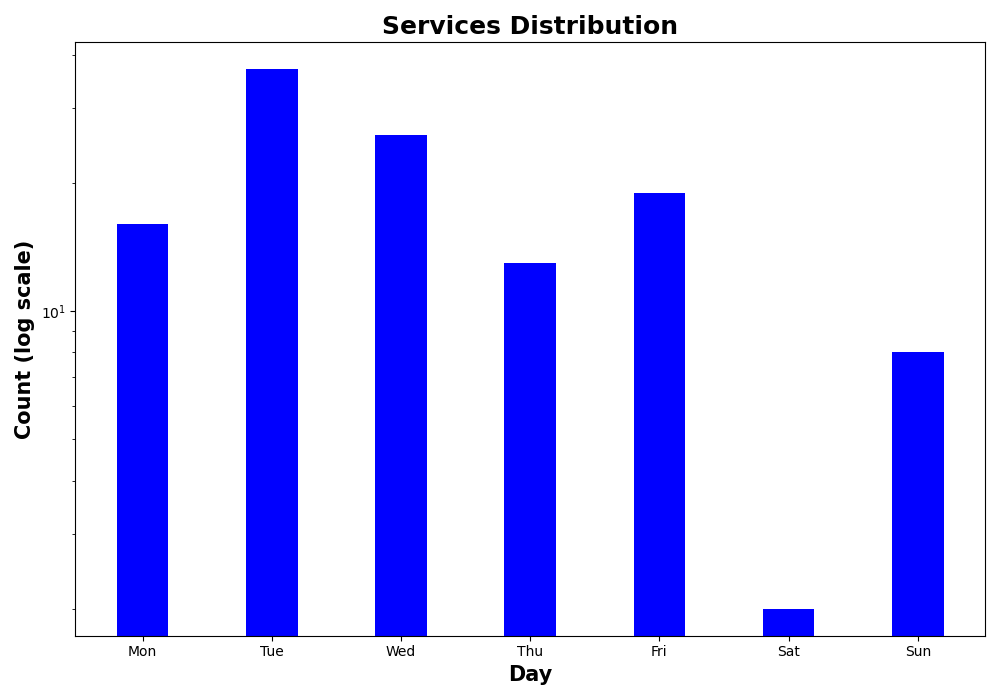 Services Distribution
Count (log scale)
10¹
Mon Tue Wed Thu Fri Sat Sun
Day